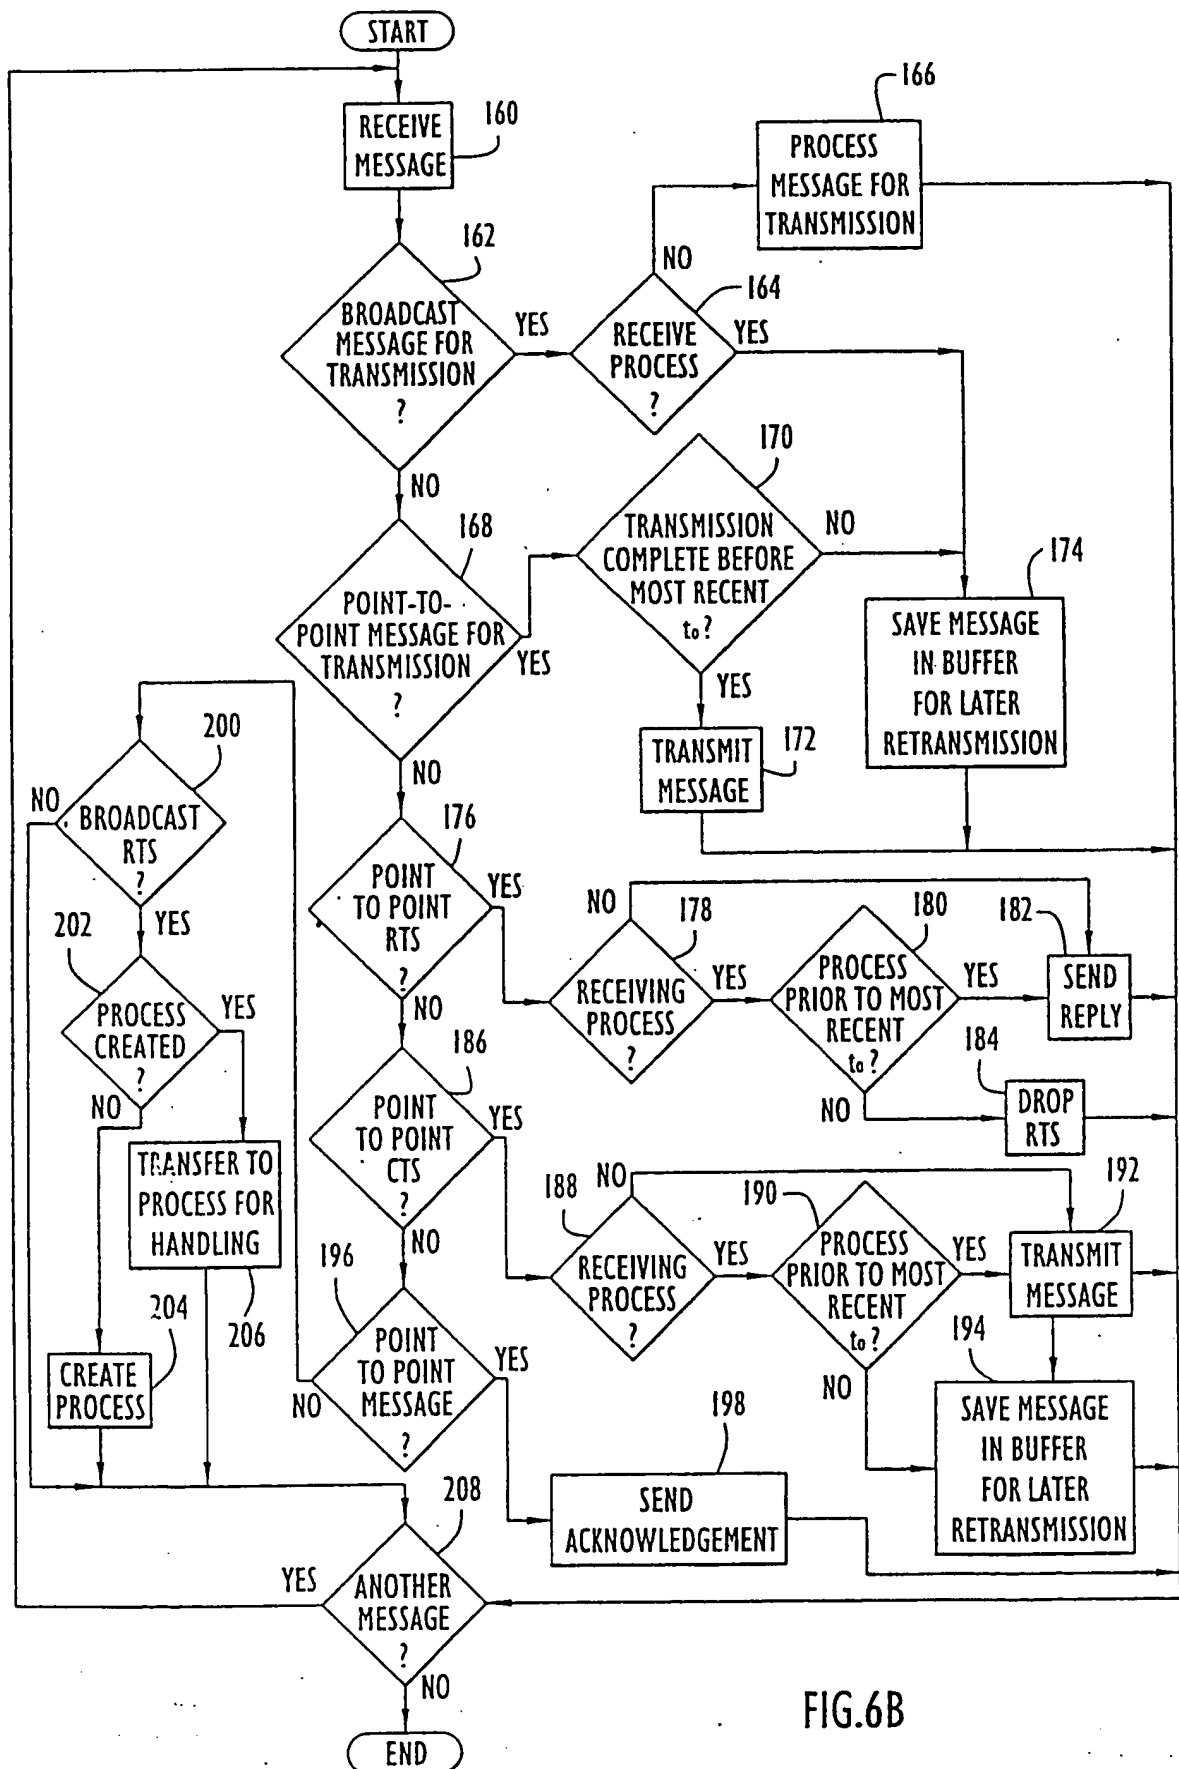 START
RECEIVE
MESSAGE
160
166
PROCESS
MESSAGE FOR
TRANSMISSION
162
BROADCAST
MESSAGE FOR
TRANSMISSION
?
YES
NO
164
RECEIVE
PROCESS
?
YES
NO
168
POINT-TO-
POINT MESSAGE FOR
TRANSMISSION
?
YES
NO
170
TRANSMISSION
COMPLETE BEFORE
MOST RECENT
to?
NO
YES
172
TRANSMIT
MESSAGE
174
SAVE MESSAGE
IN BUFFER
FOR LATER
RETRANSMISSION
176
POINT
TO POINT
RTS
?
YES
NO
178
RECEIVING
PROCESS
?
NO
YES
180
PROCESS
PRIOR TO MOST
RECENT
to?
YES
NO
182
SEND
REPLY
184
DROP
RTS
186
POINT
TO POINT
CTS
?
YES
NO
188
RECEIVING
PROCESS
?
NO
YES
190
PROCESS
PRIOR TO MOST
RECENT
to?
YES
NO
192
TRANSMIT
MESSAGE
194
SAVE MESSAGE
IN BUFFER
FOR LATER
RETRANSMISSION
196
POINT
TO POINT
MESSAGE
?
YES
NO
198
SEND
ACKNOWLEDGEMENT
200
BROADCAST
RTS
?
NO
YES
202
PROCESS
CREATED
?
YES
NO
204
CREATE
PROCESS
TRANSFER TO
PROCESS FOR
HANDLING
206
208
ANOTHER
MESSAGE
?
YES
NO
END
FIG.6B